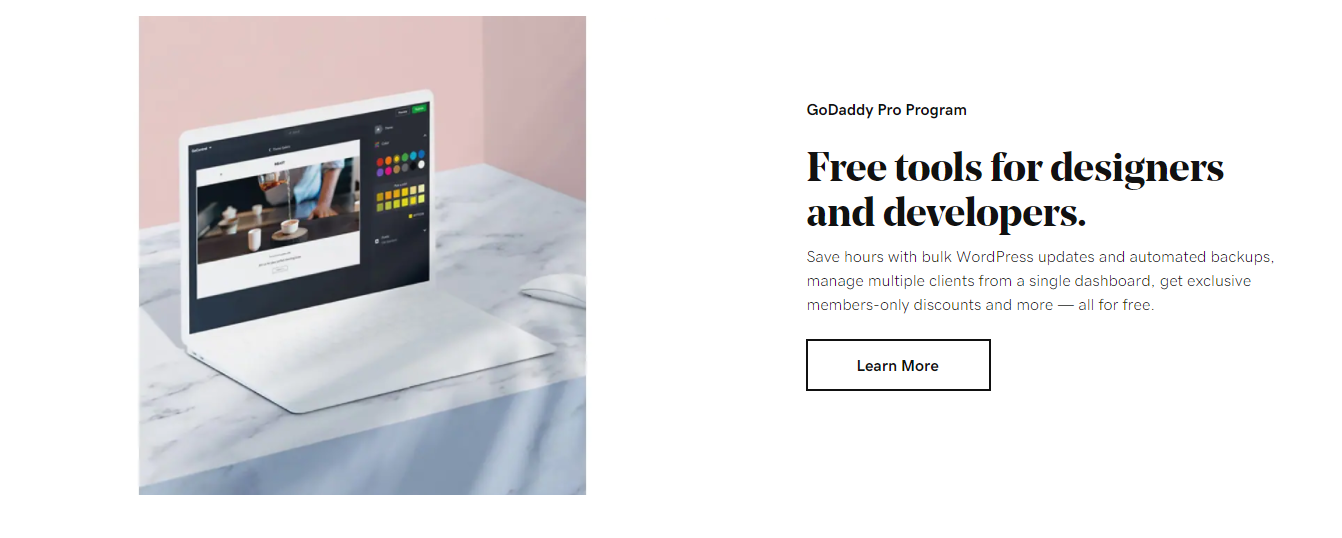 GoDaddy Pro Program
Free tools for designers
and developers.
Save hours with bulk WordPress updates and automated backups,
manage multiple clients from a single dashboard, get exclusive
members-only discounts and more — all for free.
Learn More